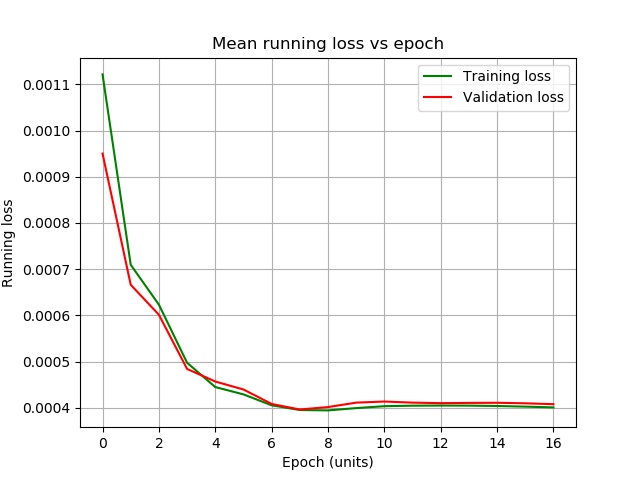 Mean running loss vs epoch
Training loss
Validation loss
0.0011
0.0010
0.0009
0.0008
0.0007
0.0006
0.0005
0.0004
Running loss
0 2 4 6 8 10 12 14 16
Epoch (units)